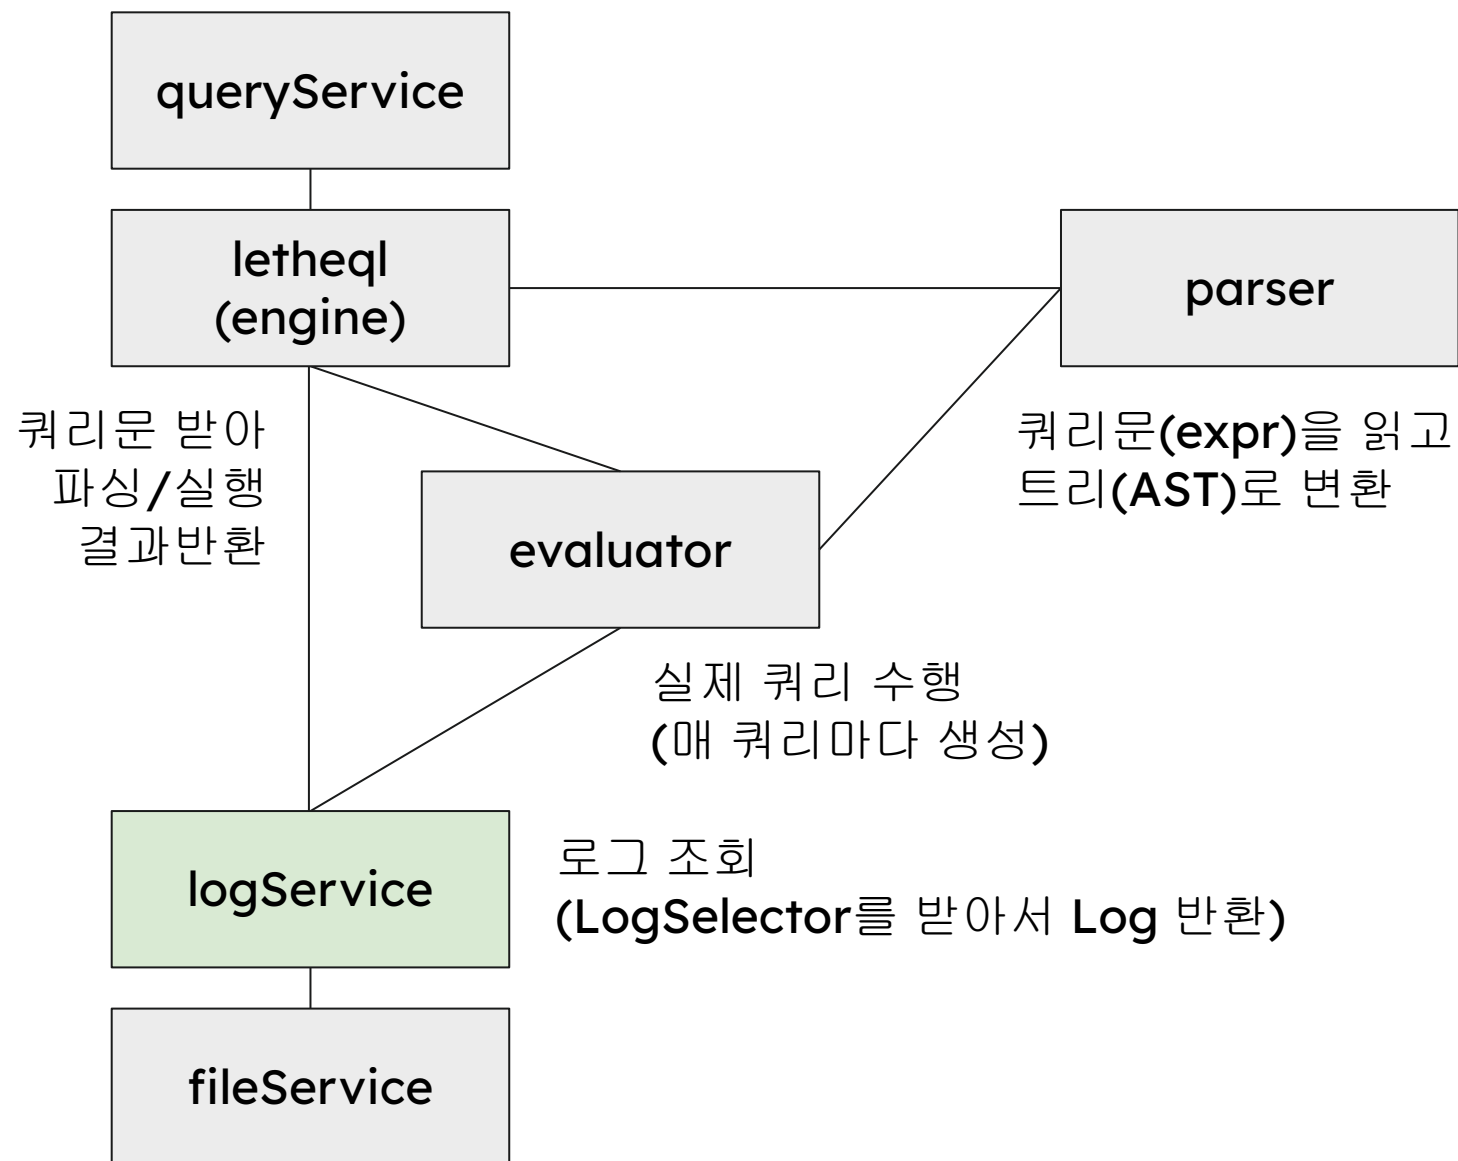 queryService
letheql
(engine)
parser
쿼리문 받아
파싱/실행
결과반환
쿼리문(expr)을 읽고
트리(AST)로 변환
evaluator
실제 쿼리 수행
(매 쿼리마다 생성)
logService
로그 조회
(LogSelector를 받아서 Log 반환)
fileService